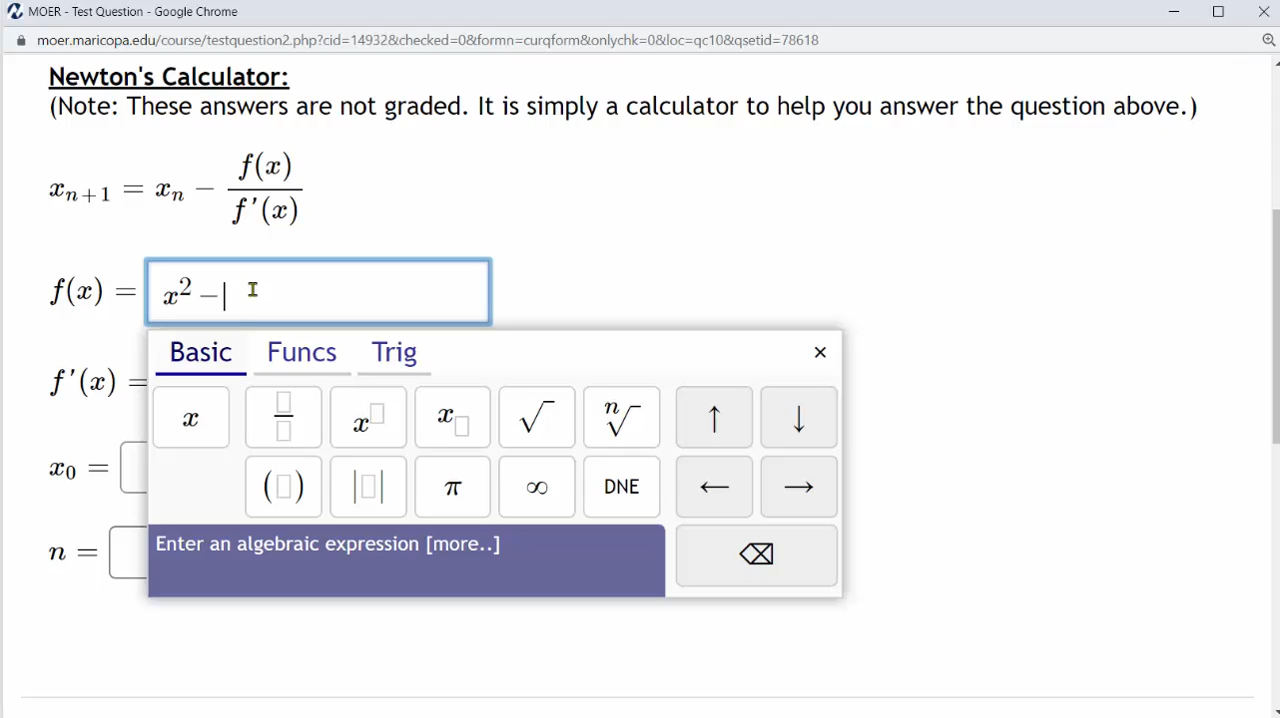 MOER - Test Question - Google Chrome
moer.maricopa.edu/course/testquestion2.php?cid=14932&checked=0&formn=curqform&onlychk=0&loc=qc10&qsetid=78618
Newton's Calculator:
(Note: These answers are not graded. It is simply a calculator to help you answer the question above.)
xₙ₊₁ = xₙ − f(x) / f'(x)
f(x) = x² −
Basic Funcs Trig ×
f'(x) =
x x□ x□ √ ⁿ√ ↑ ↓
x₀ =
(□) |□| π ∞ DNE ← →
n =
Enter an algebraic expression [more..] ⌫